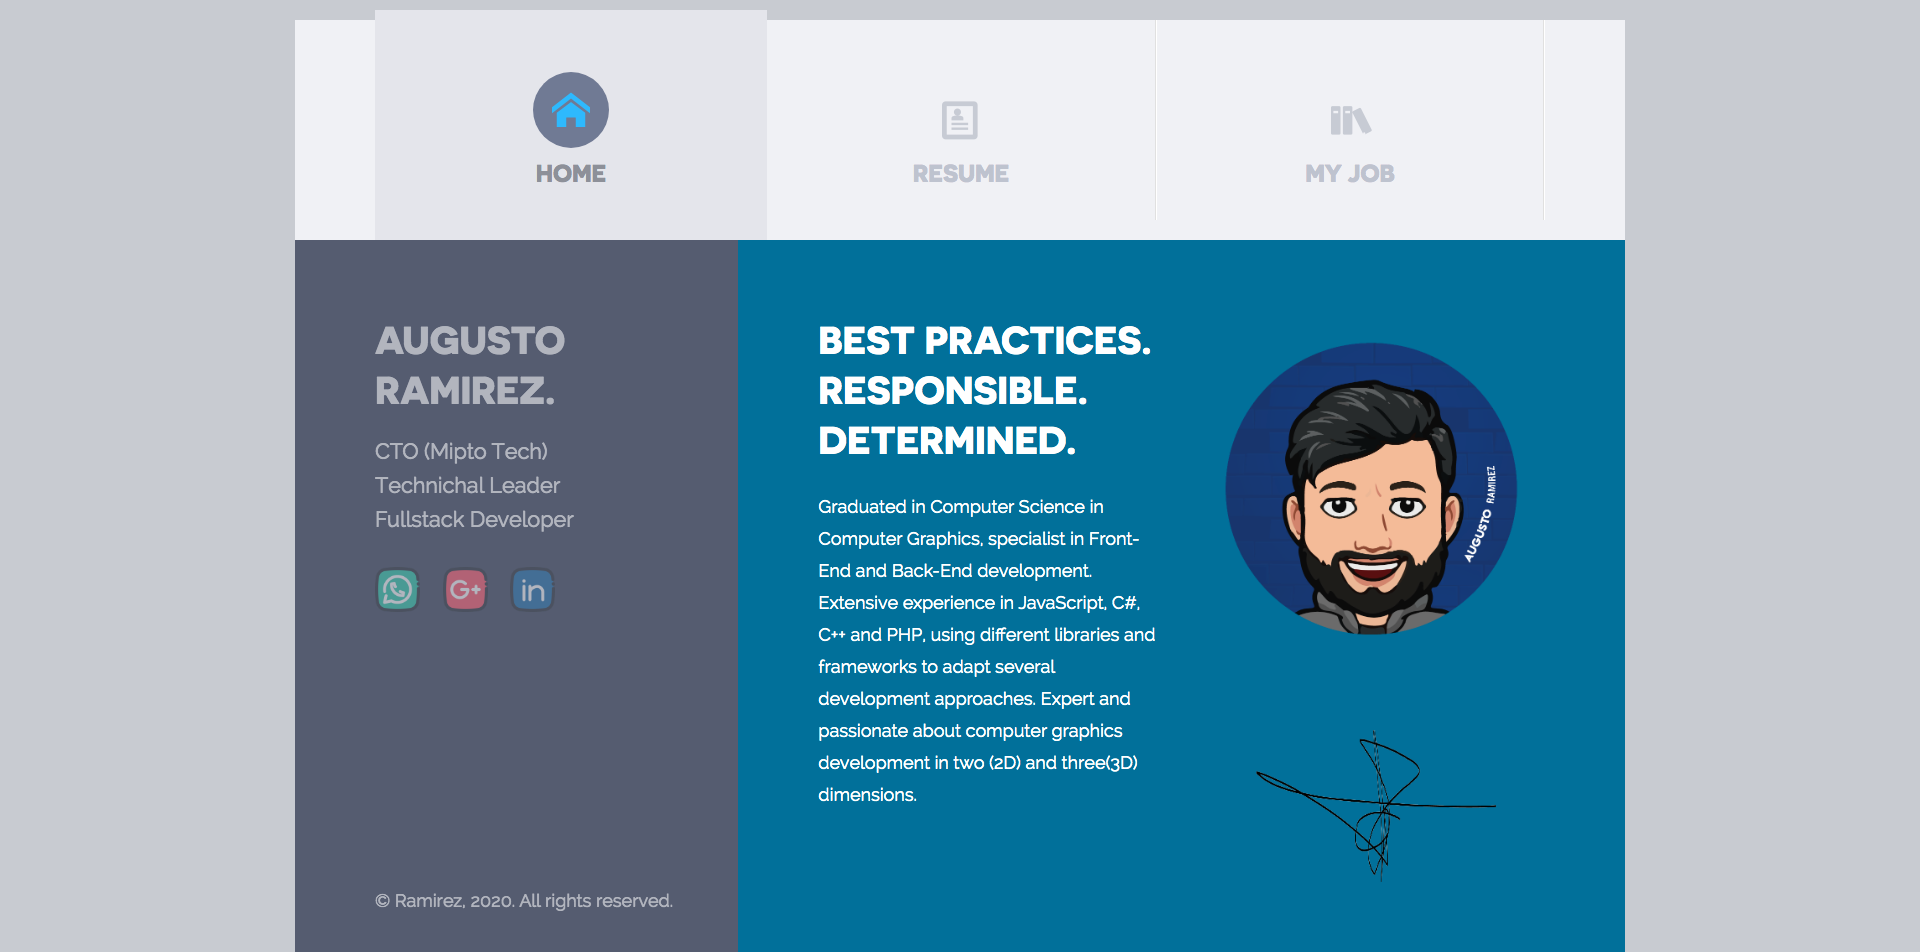 HOME
RESUME
MY JOB
AUGUSTO
RAMIREZ.
CTO (Mipto Tech)
Technichal Leader
Fullstack Developer
G+
in
© Ramirez, 2020. All rights reserved.
BEST PRACTICES.
RESPONSIBLE.
DETERMINED.
Graduated in Computer Science in
Computer Graphics, specialist in Front-
End and Back-End development.
Extensive experience in JavaScript, C#,
C++ and PHP, using different libraries and
frameworks to adapt several
development approaches. Expert and
passionate about computer graphics
development in two (2D) and three(3D)
dimensions.
AUGUSTO RAMIREZ